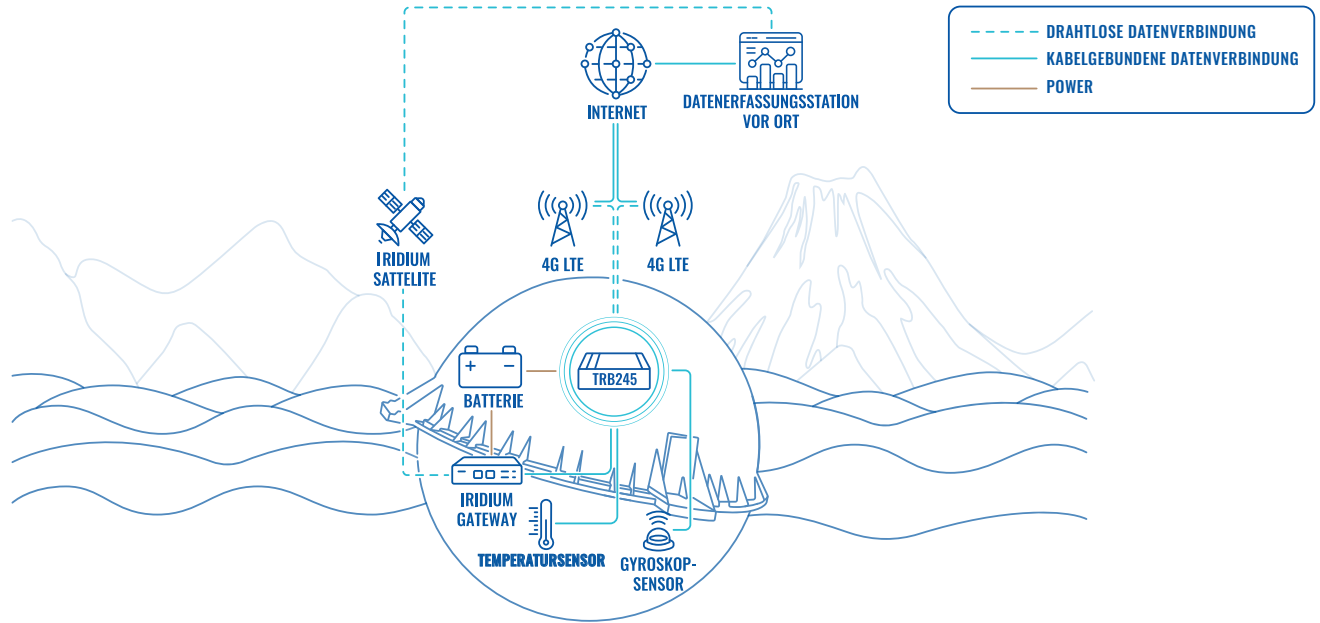 DRAHTLOSE DATENVERBINDUNG
KABELGEBUNDENE DATENVERBINDUNG
POWER
INTERNET
DATENERFASSUNGSSTATION
VOR ORT
IRIDIUM
SATTELITE
4G LTE
4G LTE
BATTERIE
TRB245
IRIDIUM
GATEWAY
TEMPERATURSENSOR
GYROSKOP-
SENSOR